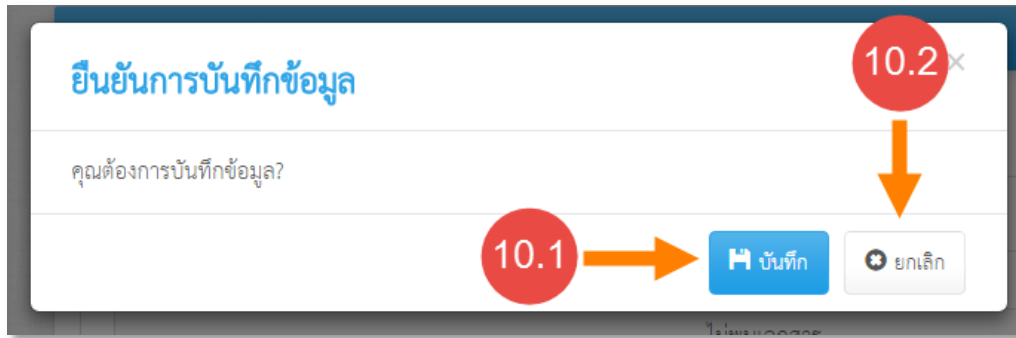 ยืนยันการบันทึกข้อมูล
10.2 ×
คุณต้องการบันทึกข้อมูล?
10.1 บันทึก ยกเลิก